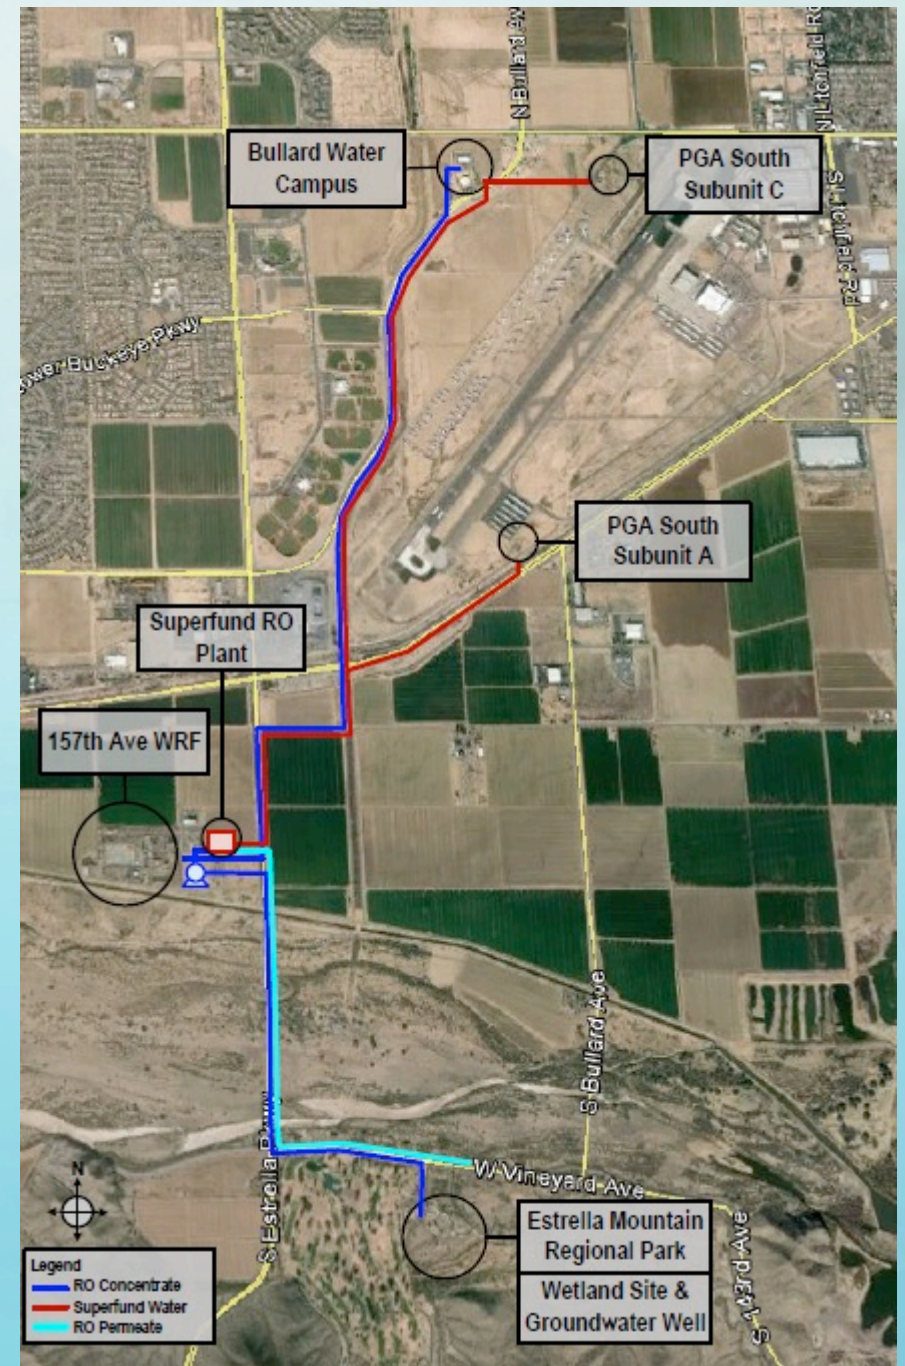 N Bullard Av
N Litchfield Rd
Bullard Water
Campus
PGA South
Subunit C
S Litchfield Rd
ower Buckeye Pkwy
PGA South
Subunit A
Superfund RO
Plant
157th Ave WRF
S Bullard Ave
S Estrella Pkwy
W Vineyard Ave
N
Estrella Mountain
Regional Park
Wetland Site &
Groundwater Well
S 143rd Ave
Legend
RO Concentrate
Superfund Water
RO Permeate